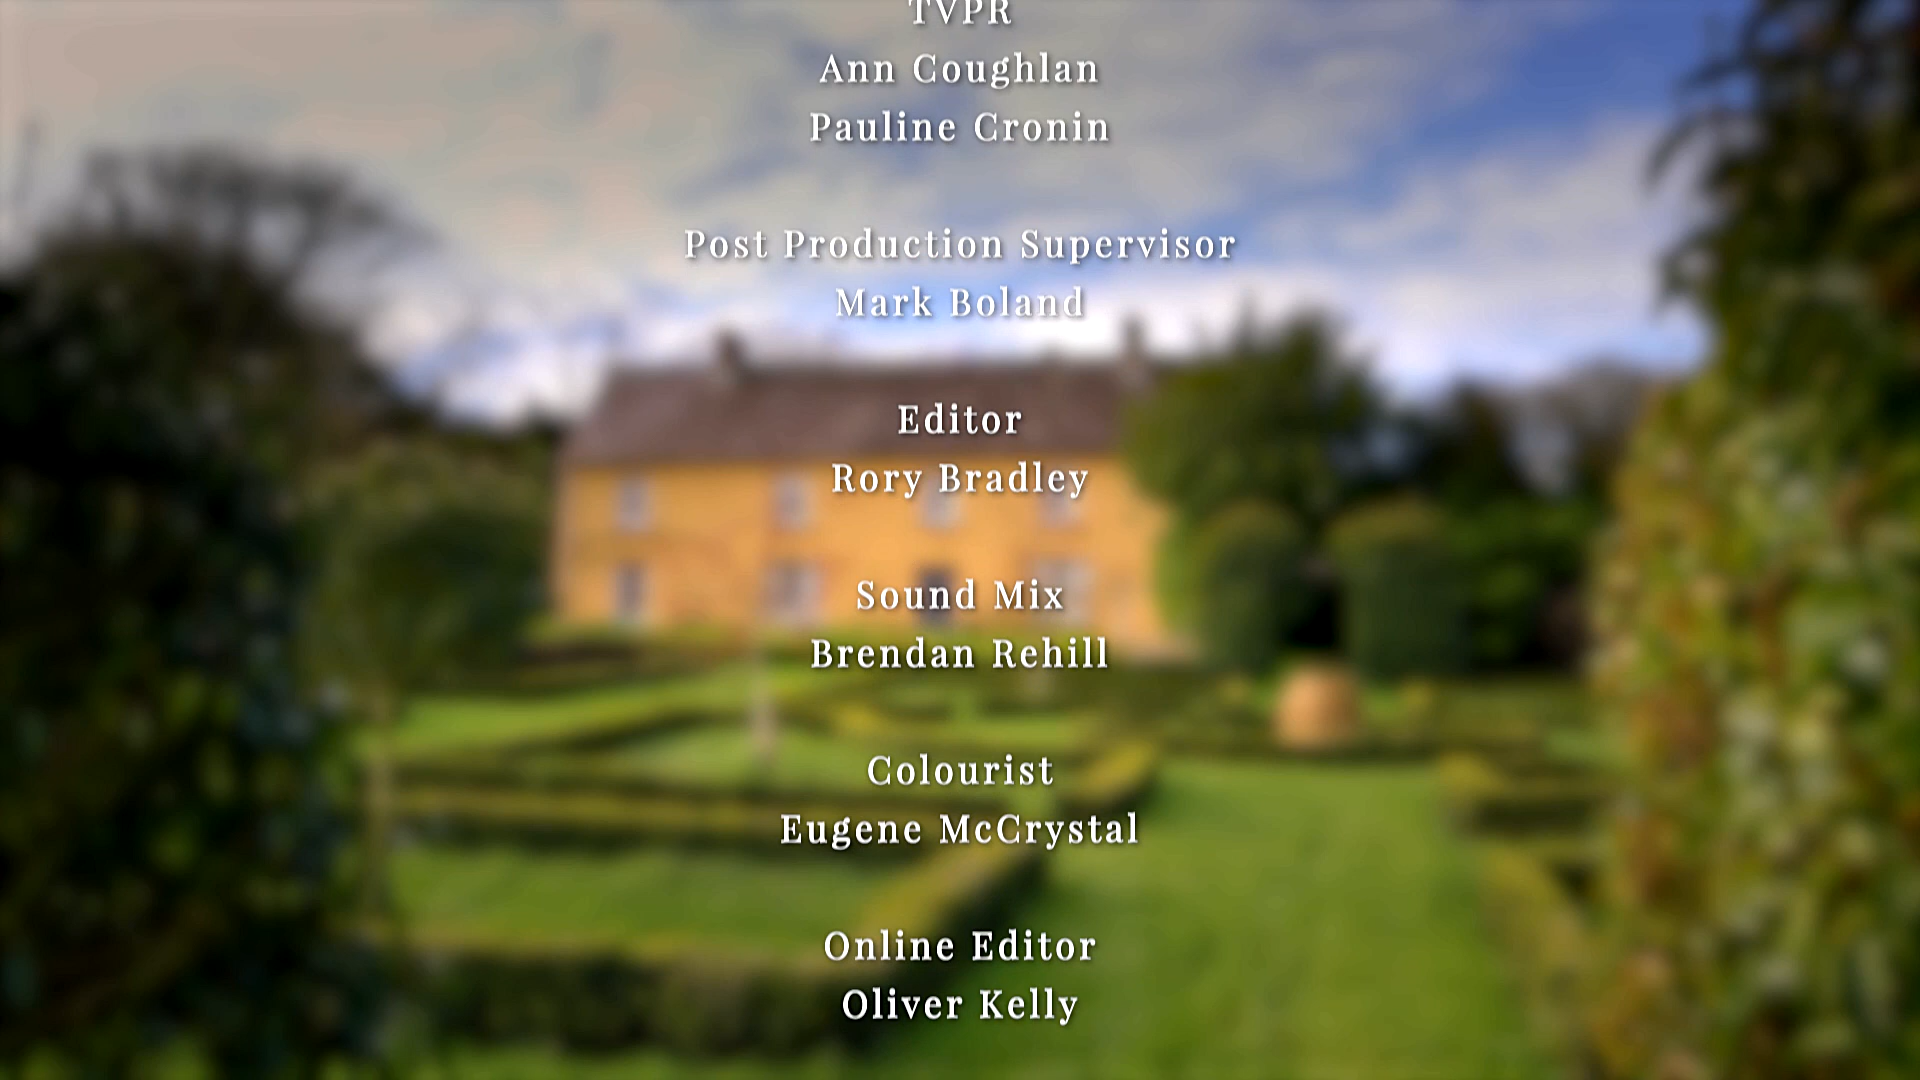 TVPR
Ann Coughlan
Pauline Cronin
Post Production Supervisor
Mark Boland
Editor
Rory Bradley
Sound Mix
Brendan Rehill
Colourist
Eugene McCrystal
Online Editor
Oliver Kelly